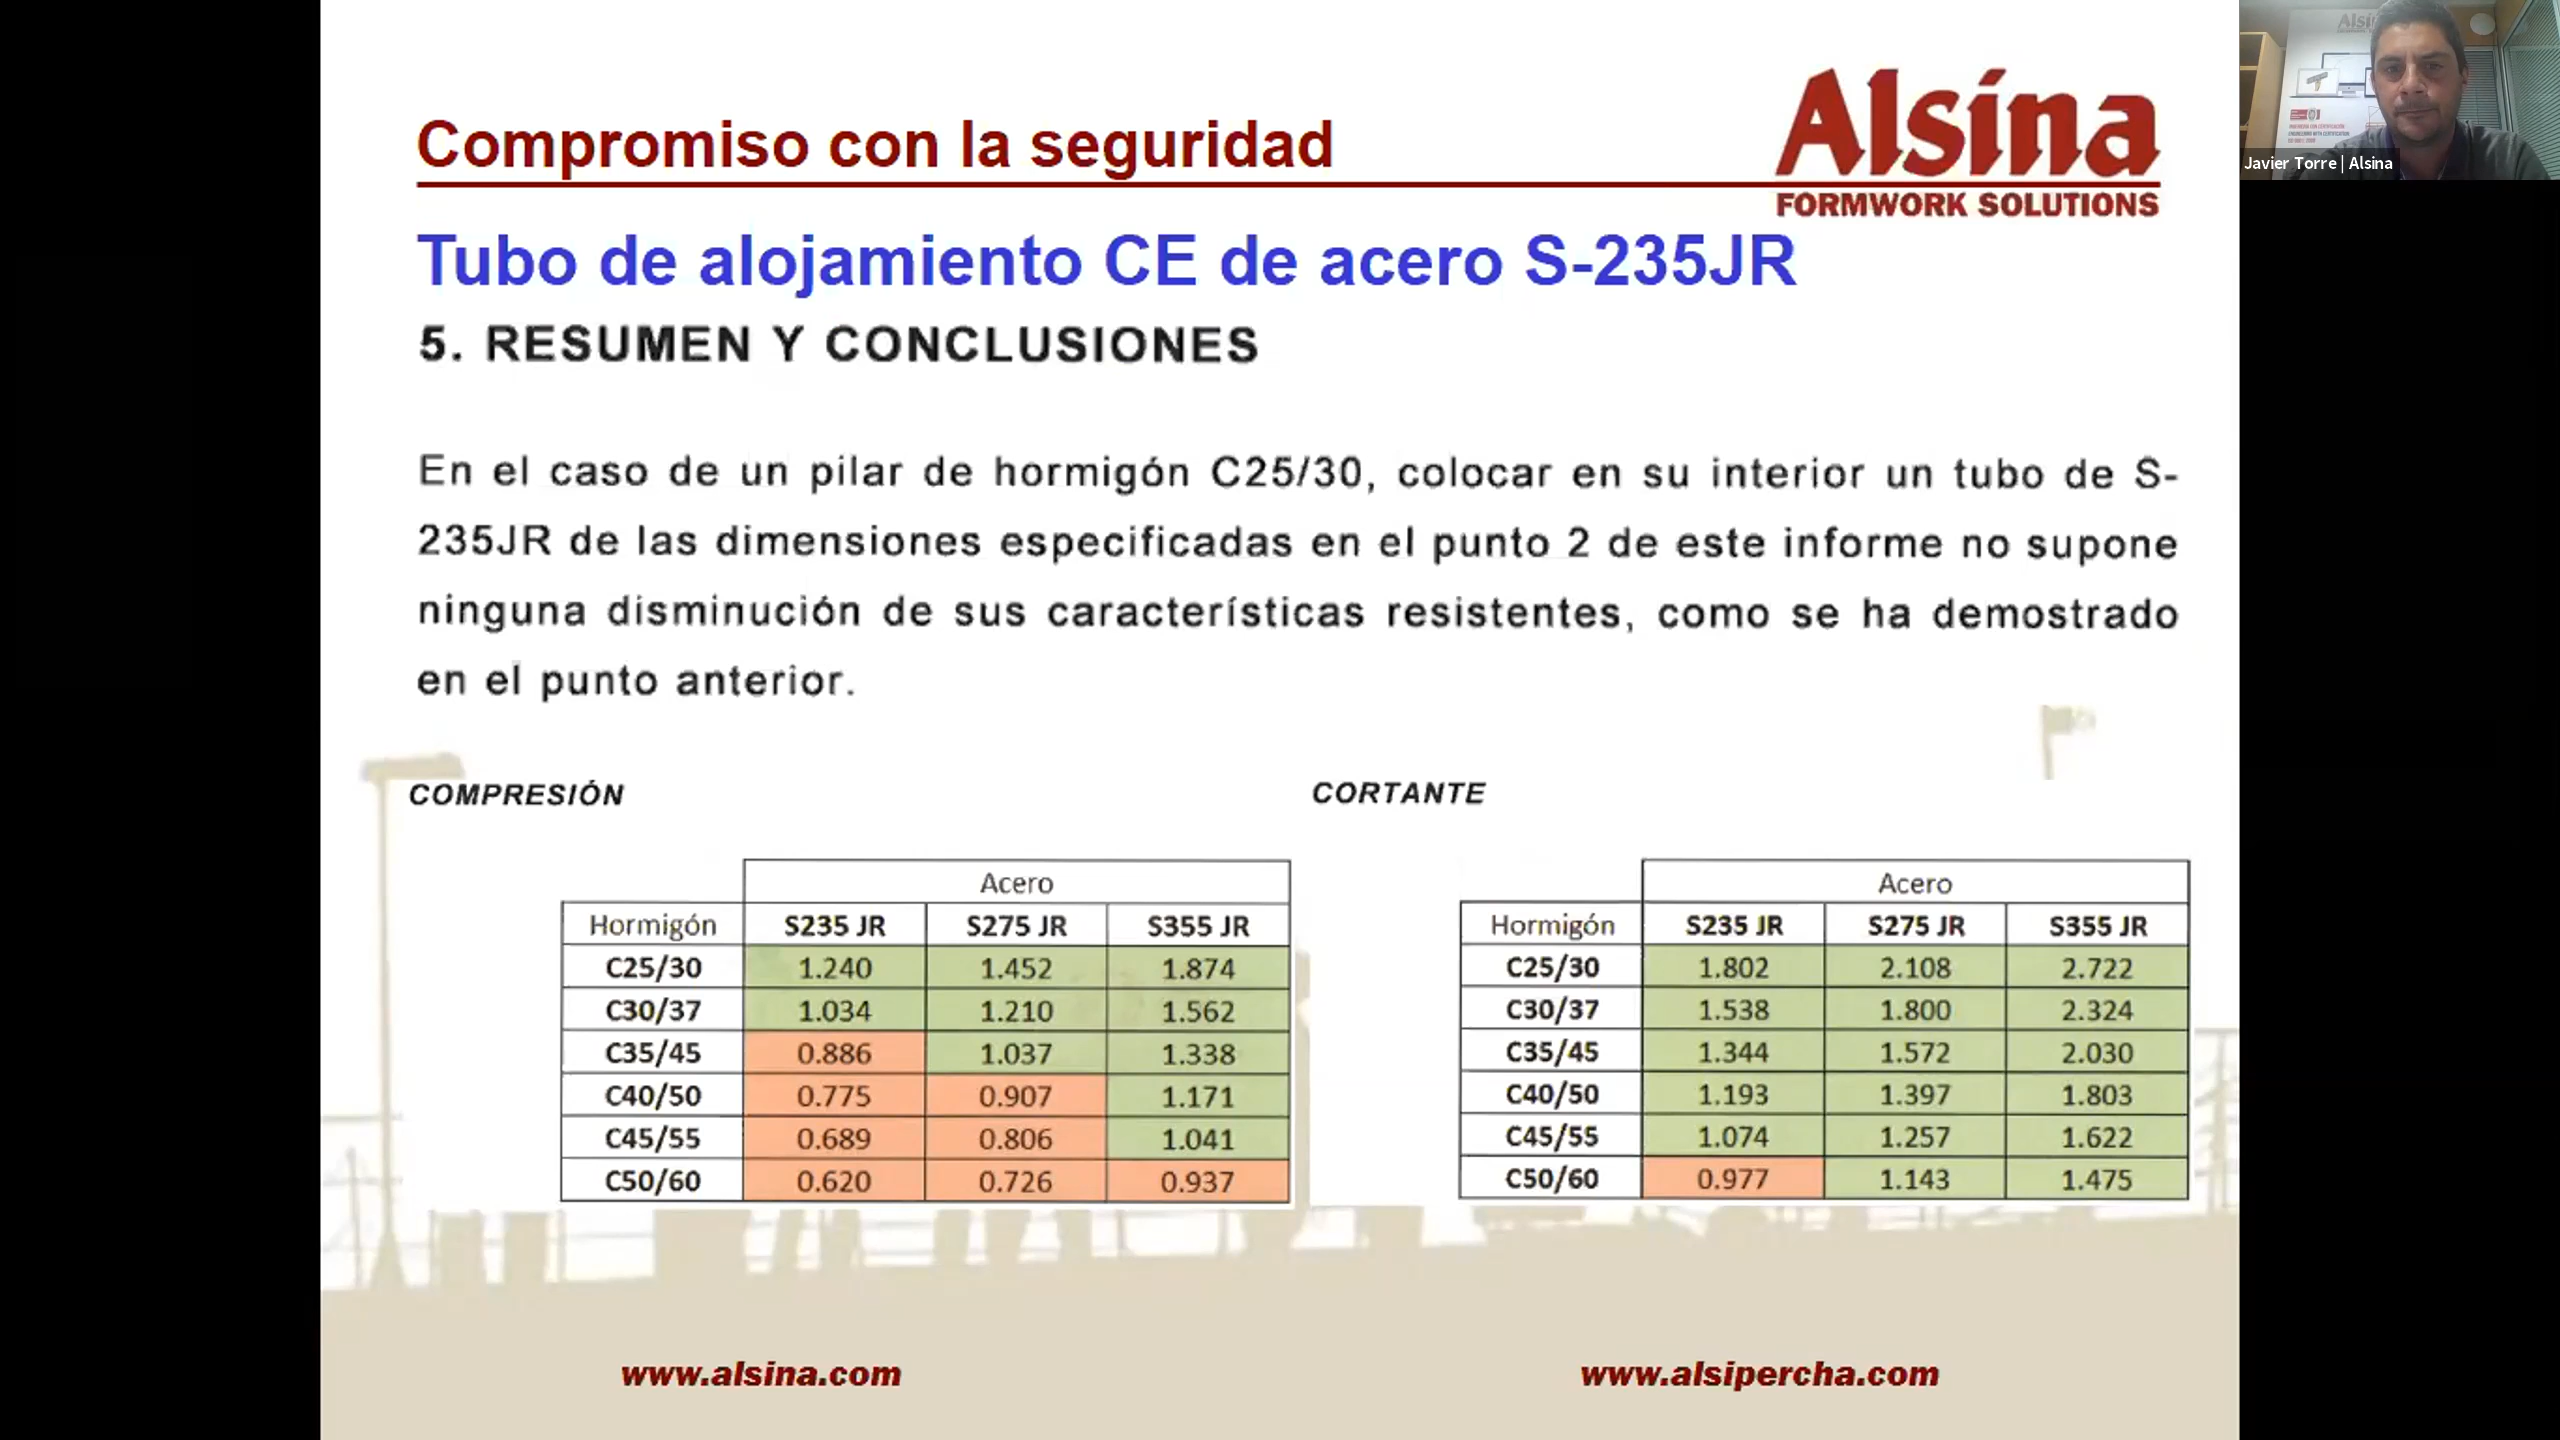 Compromiso con la seguridad
Alsína
FORMWORK SOLUTIONS
Javier Torre | Alsina
Tubo de alojamiento CE de acero S-235JR
5. RESUMEN Y CONCLUSIONES
En el caso de un pilar de hormigón C25/30, colocar en su interior un tubo de S-
235JR de las dimensiones especificadas en el punto 2 de este informe no supone
ninguna disminución de sus características resistentes, como se ha demostrado
en el punto anterior.
COMPRESIÓN
Acero
Hormigón S235 JR S275 JR S355 JR
C25/30 1.240 1.452 1.874
C30/37 1.034 1.210 1.562
C35/45 0.886 1.037 1.338
C40/50 0.775 0.907 1.171
C45/55 0.689 0.806 1.041
C50/60 0.620 0.726 0.937
CORTANTE
Acero
Hormigón S235 JR S275 JR S355 JR
C25/30 1.802 2.108 2.722
C30/37 1.538 1.800 2.324
C35/45 1.344 1.572 2.030
C40/50 1.193 1.397 1.803
C45/55 1.074 1.257 1.622
C50/60 0.977 1.143 1.475
www.alsina.com
www.alsipercha.com